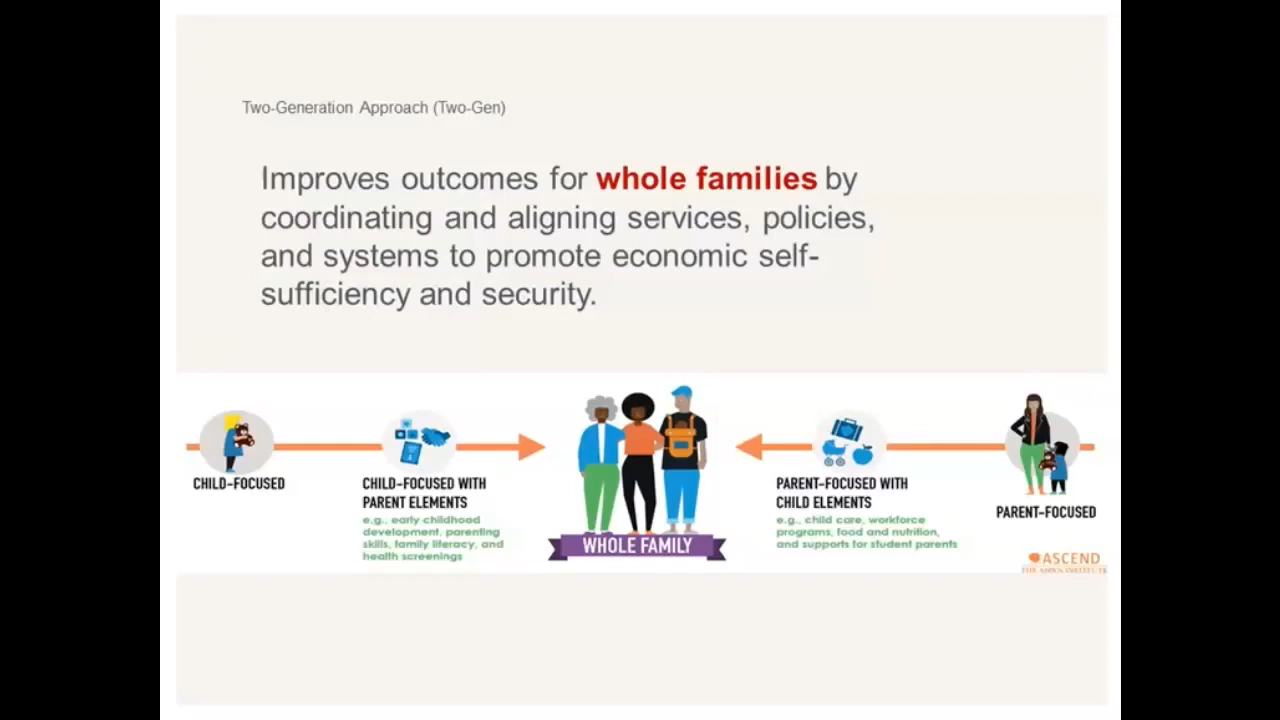 Two-Generation Approach (Two-Gen)
Improves outcomes for whole families by
coordinating and aligning services, policies,
and systems to promote economic self-
sufficiency and security.
CHILD-FOCUSED
CHILD-FOCUSED WITH
PARENT ELEMENTS
e.g., early childhood
development, parenting
skills, family literacy, and
health screenings
WHOLE FAMILY
PARENT-FOCUSED WITH
CHILD ELEMENTS
e.g., child care, workforce
programs, food and nutrition,
and supports for student parents
PARENT-FOCUSED
ASCEND
THE ASPEN INSTITUTE